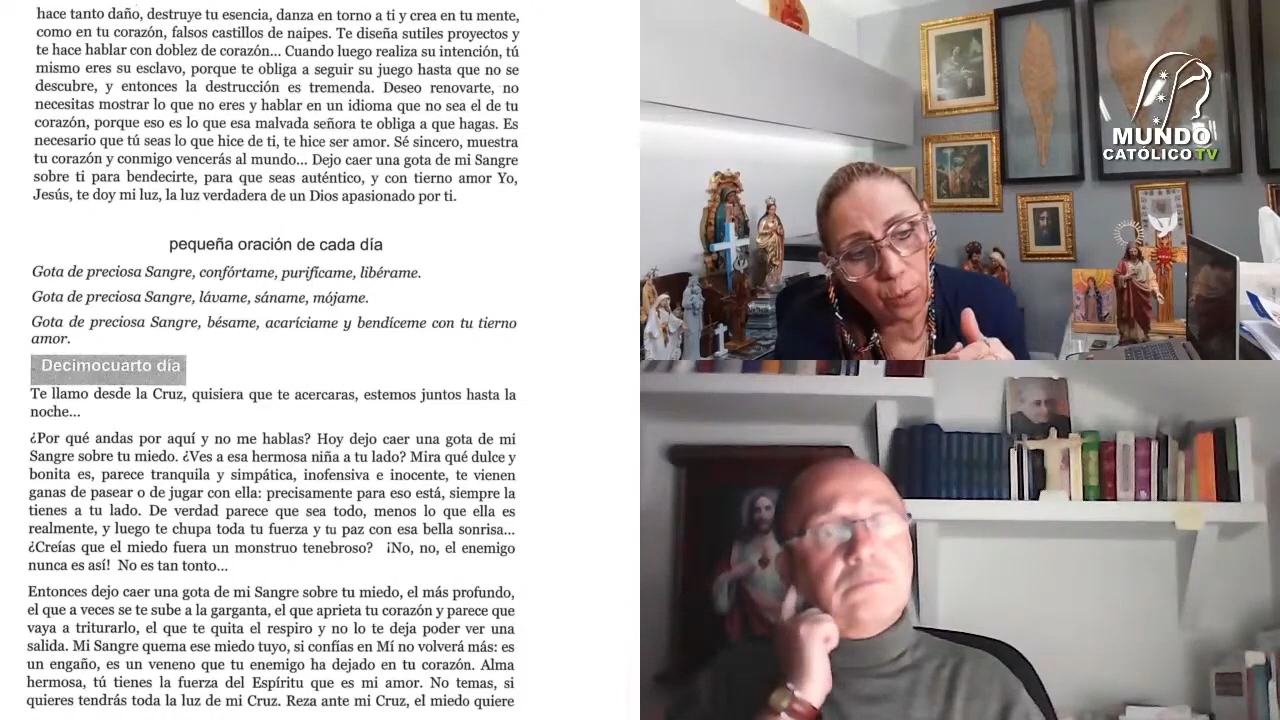 hace tanto daño, destruye tu esencia, danza en torno a ti y crea en tu mente,
como en tu corazón, falsos castillos de naipes. Te diseña sutiles proyectos y
te hace hablar con doblez de corazón... Cuando luego realiza su intención, tú
mismo eres su esclavo, porque te obliga a seguir su juego hasta que no se
descubre, y entonces la destrucción es tremenda. Deseo renovarte, no
necesitas mostrar lo que no eres y hablar en un idioma que no sea el de tu
corazón, porque eso es lo que esa malvada señora te obliga a que hagas. Es
necesario que tú seas lo que hice de ti, te hice ser amor. Sé sincero, muestra
tu corazón y conmigo vencerás al mundo... Dejo caer una gota de mi Sangre
sobre ti para bendecirte, para que seas auténtico, y con tierno amor Yo,
Jesús, te doy mi luz, la luz verdadera de un Dios apasionado por ti.
pequeña oración de cada día
Gota de preciosa Sangre, confórtame, purifícame, libérame.
Gota de preciosa Sangre, lávame, sáname, mójame.
Gota de preciosa Sangre, bésame, acaríciame y bendíceme con tu tierno
amor.
Decimocuarto día
Te llamo desde la Cruz, quisiera que te acercaras, estemos juntos hasta la
noche...
¿Por qué andas por aquí y no me hablas? Hoy dejo caer una gota de mi
Sangre sobre tu miedo. ¿Ves a esa hermosa niña a tu lado? Mira qué dulce y
bonita es, parece tranquila y simpática, inofensiva e inocente, te vienen
ganas de pasear o de jugar con ella: precisamente para eso está, siempre la
tienes a tu lado. De verdad parece que sea todo, menos lo que ella es
realmente, y luego te chupa toda tu fuerza y tu paz con esa bella sonrisa...
¿Creías que el miedo fuera un monstruo tenebroso? ¡No, no, el enemigo
nunca es así! No es tan tonto...
Entonces dejo caer una gota de mi Sangre sobre tu miedo, el más profundo,
el que a veces se te sube a la garganta, el que aprieta tu corazón y parece que
vaya a triturarlo, el que te quita el respiro y no lo te deja poder ver una
salida. Mi Sangre quema ese miedo tuyo, si confías en Mí no volverá más: es
un engaño, es un veneno que tu enemigo ha dejado en tu corazón. Alma
hermosa, tú tienes la fuerza del Espíritu que es mi amor. No temas, si
quieres tendrás toda la luz de mi Cruz. Reza ante mi Cruz, el miedo quiere
MUNDO
CATÓLICO TV